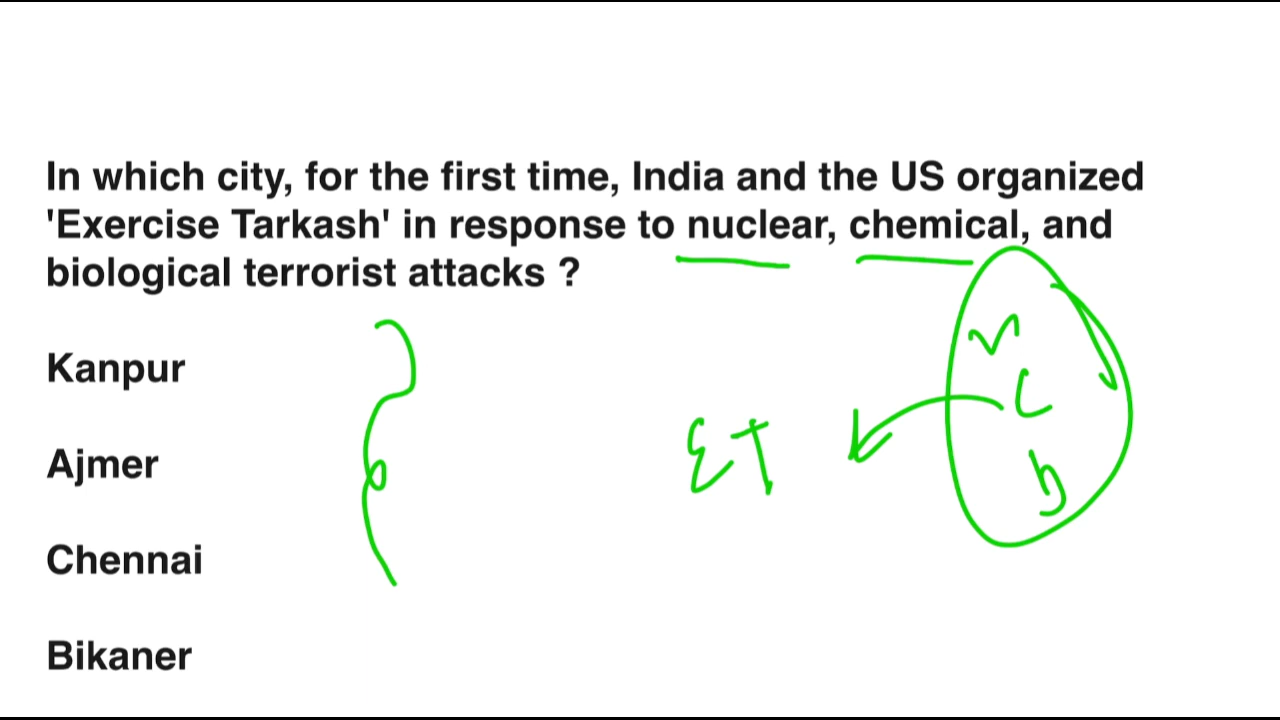 In which city, for the first time, India and the US organized
'Exercise Tarkash' in response to nuclear, chemical, and
biological terrorist attacks ?
Kanpur
n
c
Ajmer
ET
b
Chennai
Bikaner